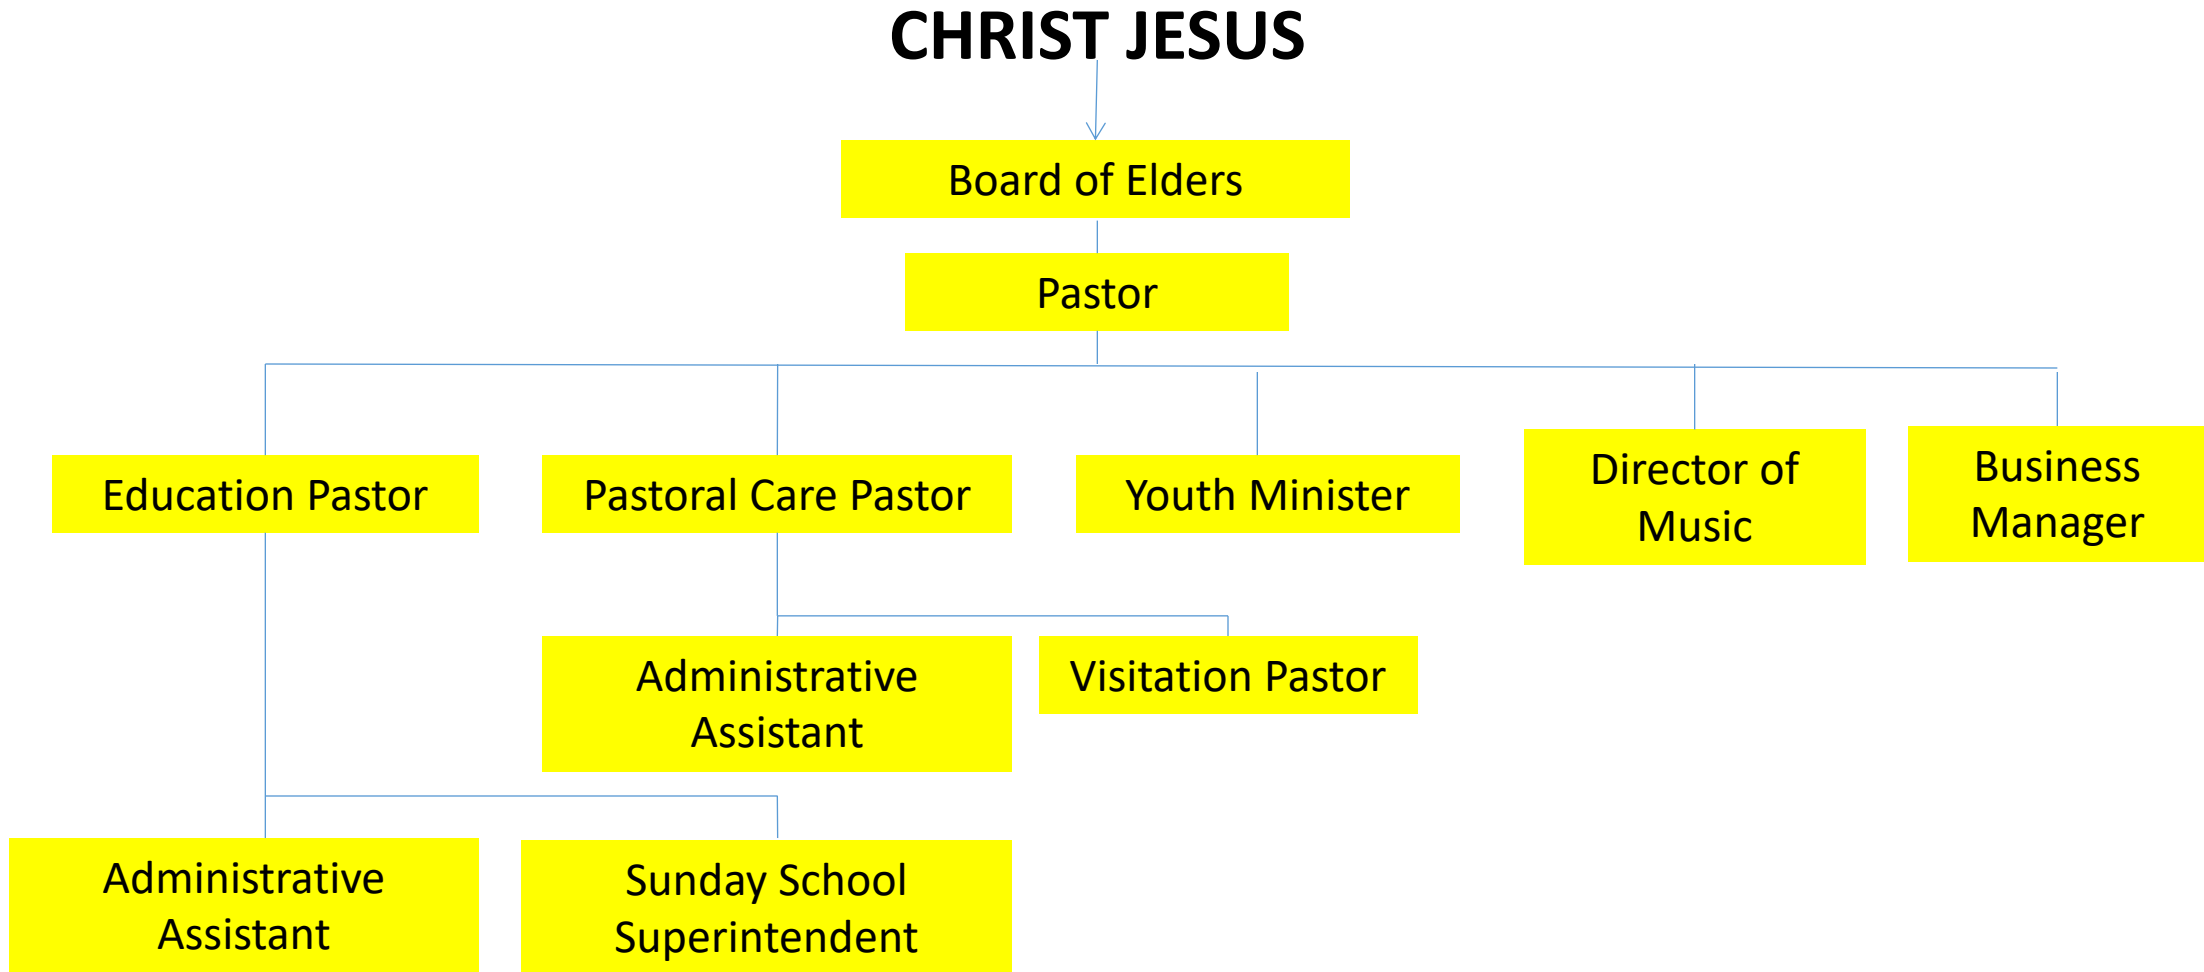 CHRIST JESUS
Board of Elders
Pastor
Education Pastor
Pastoral Care Pastor
Youth Minister
Director of
Music
Business
Manager
Administrative
Assistant
Visitation Pastor
Administrative
Assistant
Sunday School
Superintendent